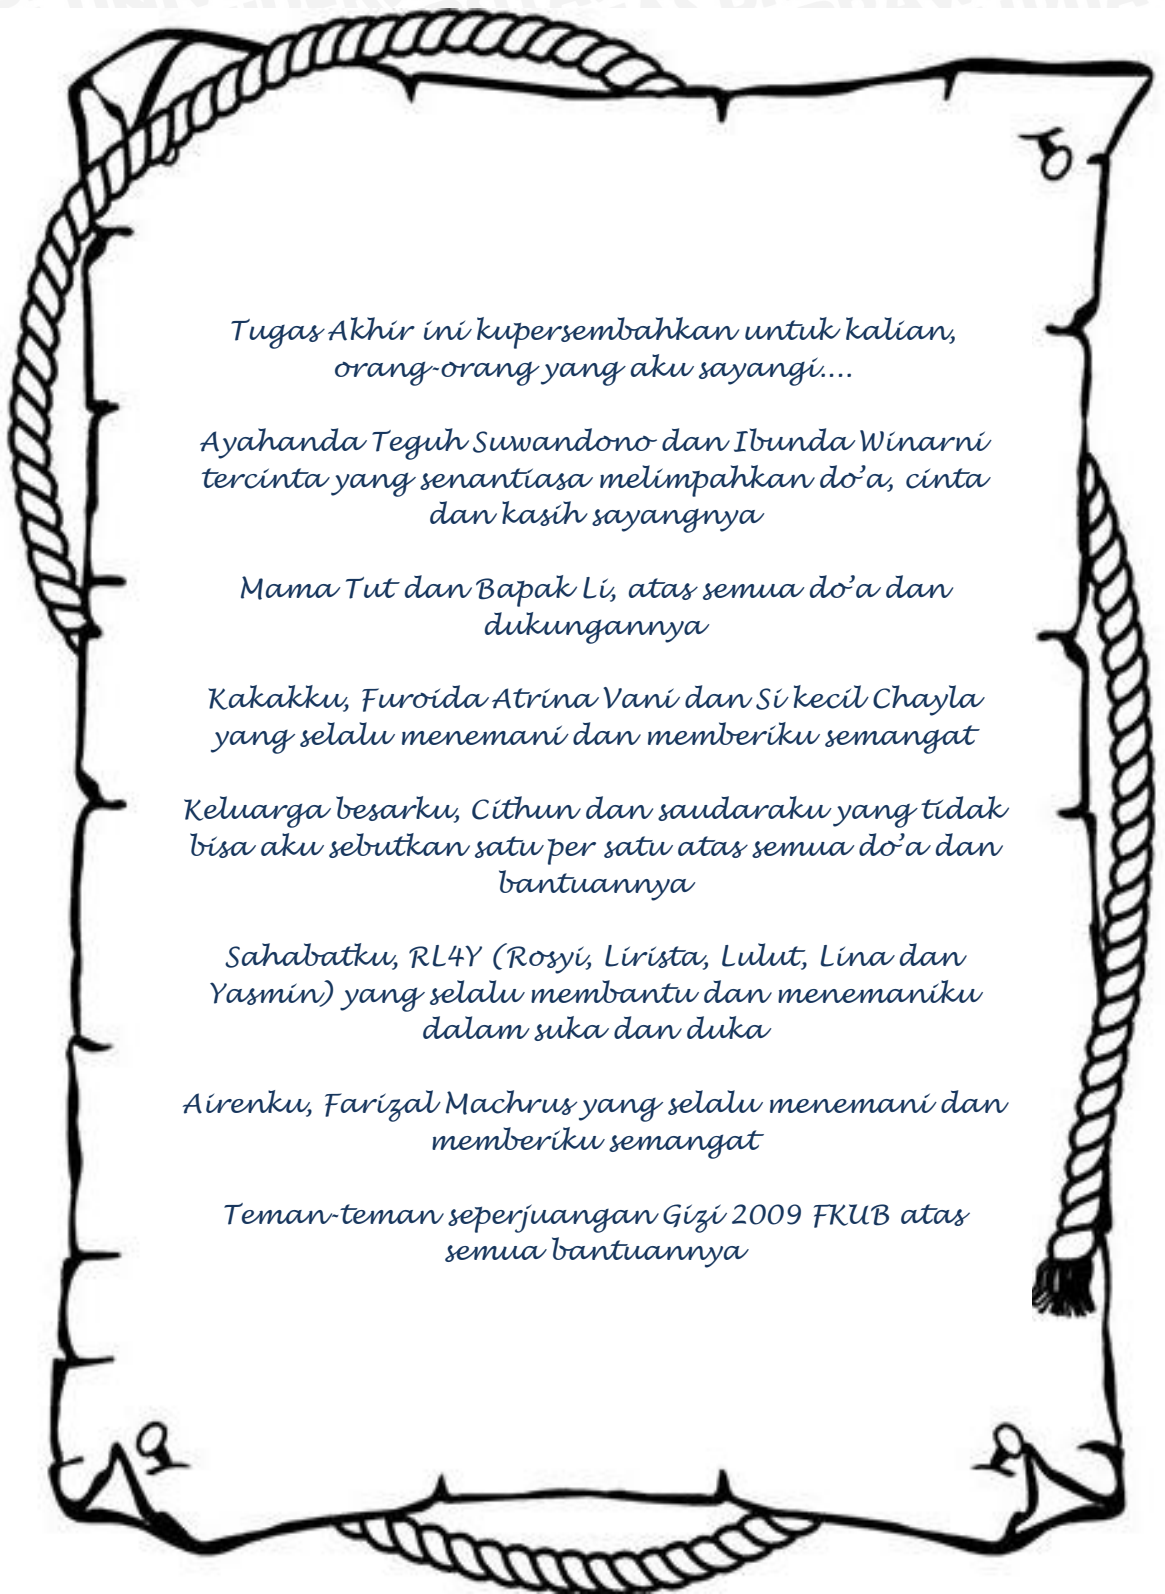 Tugas Akhir ini kupersembahkan untuk kalian,
orang-orang yang aku sayangi....
Ayahanda Teguh Suwandono dan Ibunda Winarni
tercinta yang senantiasa melimpahkan do'a, cinta
dan kasih sayangnya
Mama Tut dan Bapak Li, atas semua do'a dan
dukungannya
Kakakku, Furoida Atrina Vani dan Si kecil Chayla
yang selalu menemani dan memberiku semangat
Keluarga besarku, Cithun dan saudaraku yang tidak
bisa aku sebutkan satu per satu atas semua do'a dan
bantuannya
Sahabatku, RL4Y (Rosyi, Lirista, Lulut, Lina dan
Yasmin) yang selalu membantu dan menemaniku
dalam suka dan duka
Airenku, Farizal Machrus yang selalu menemani dan
memberiku semangat
Teman-teman seperjuangan Gizi 2009 FKUB atas
semua bantuannya